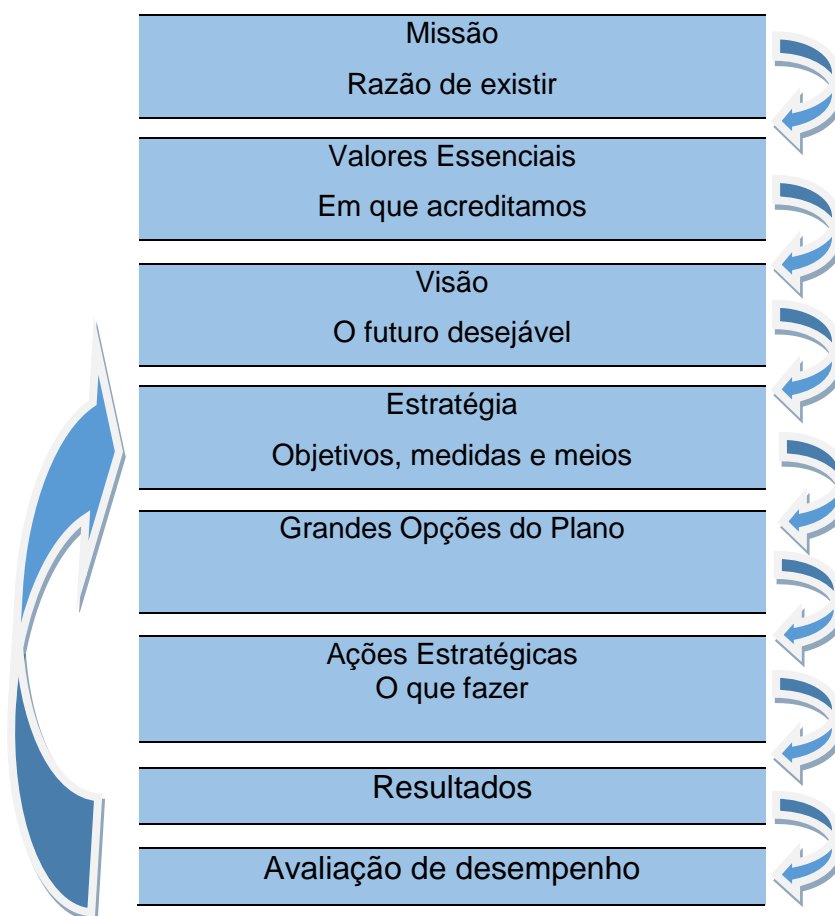 Missão
Razão de existir
Valores Essenciais
Em que acreditamos
Visão
O futuro desejável
Estratégia
Objetivos, medidas e meios
Grandes Opções do Plano
Ações Estratégicas
O que fazer
Resultados
Avaliação de desempenho